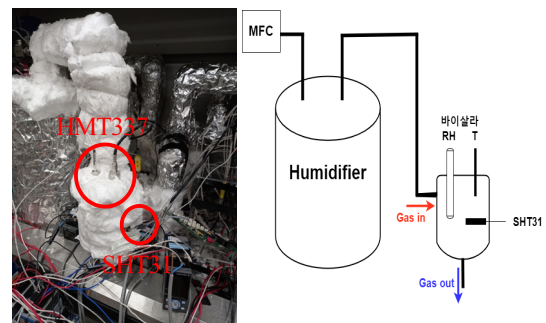 HMT337
SHT31
MFC
Humidifier
바이살라
RH T
SHT31
Gas in
Gas out